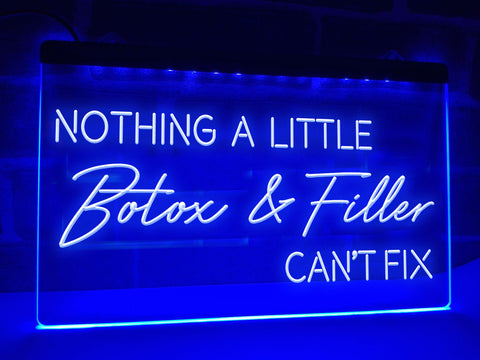 NOTHING A LITTLE
Botox & Filler
CAN'T FIX